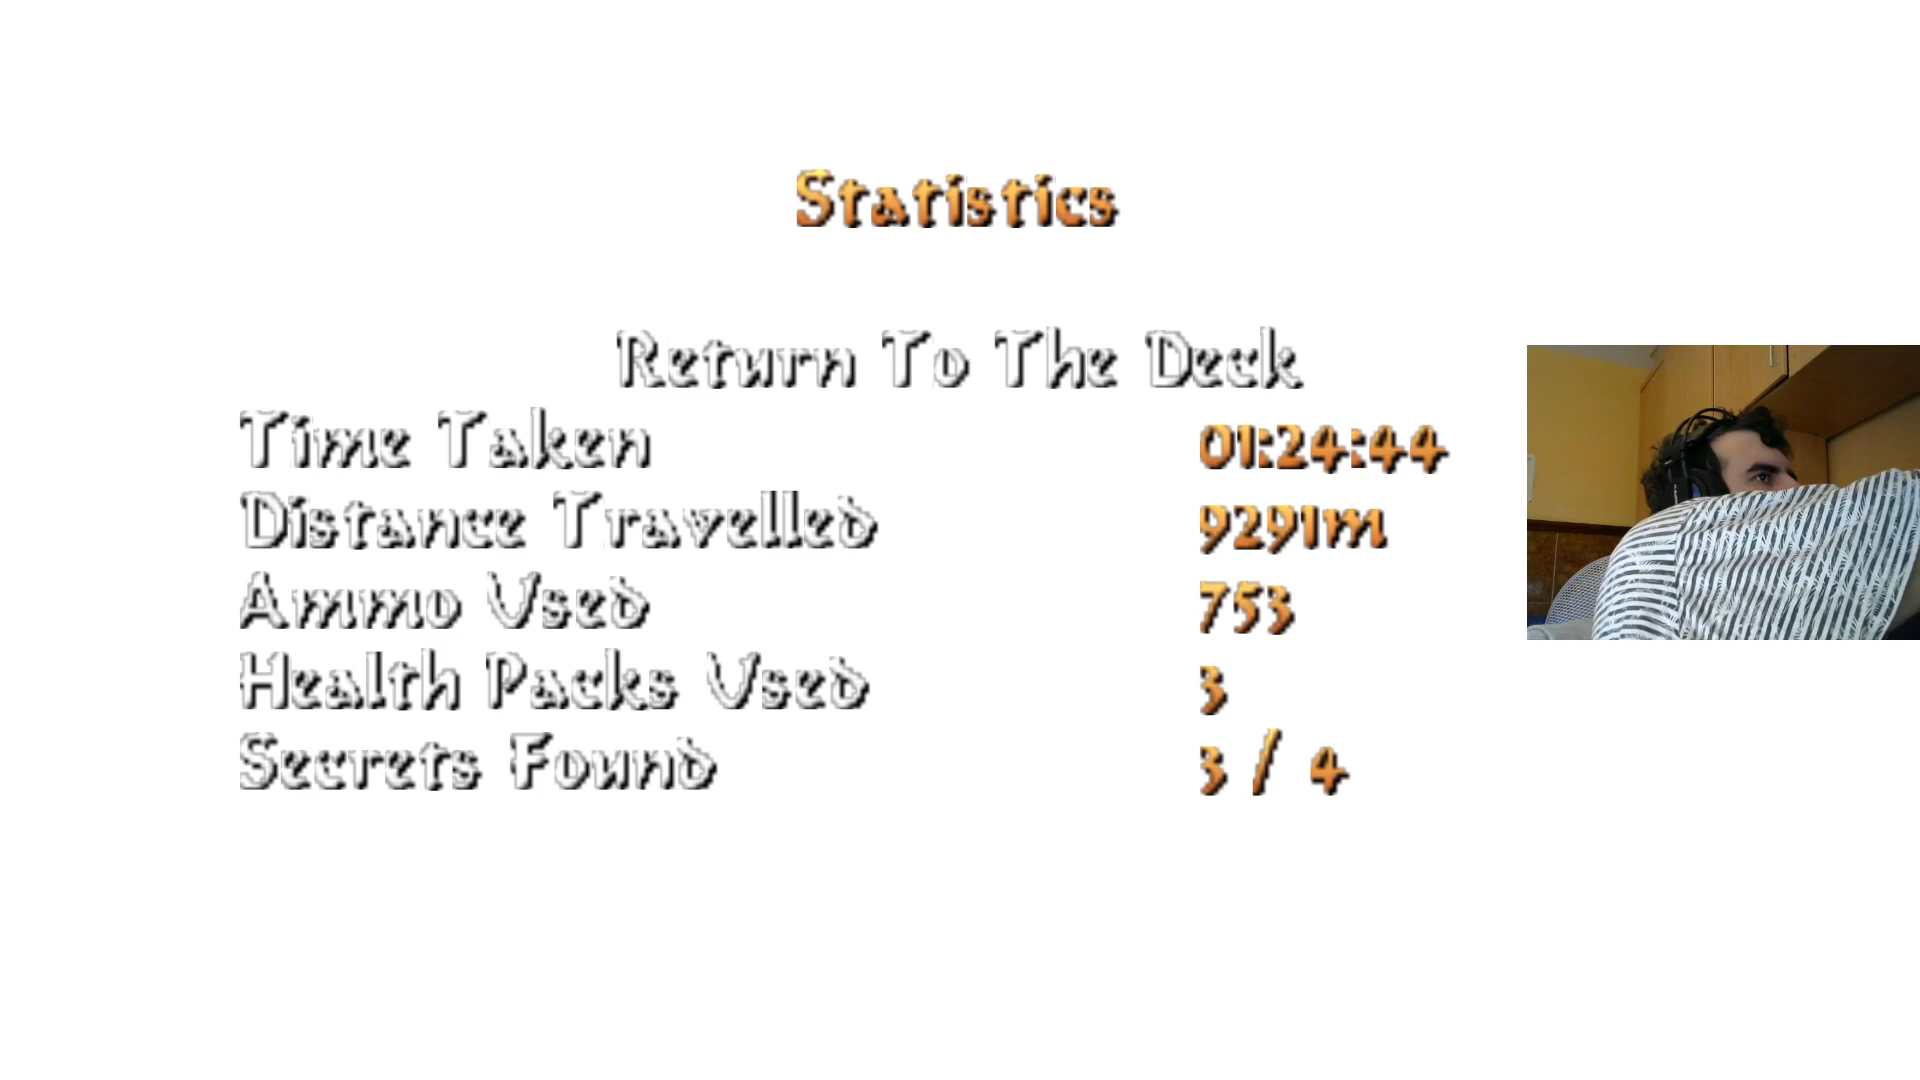 Statistics
Return To The Deck
Time Taken 01:24:44
Distance Travelled 9291m
Ammo Used 753
Health Packs Used 3
Secrets Found 3 / 4